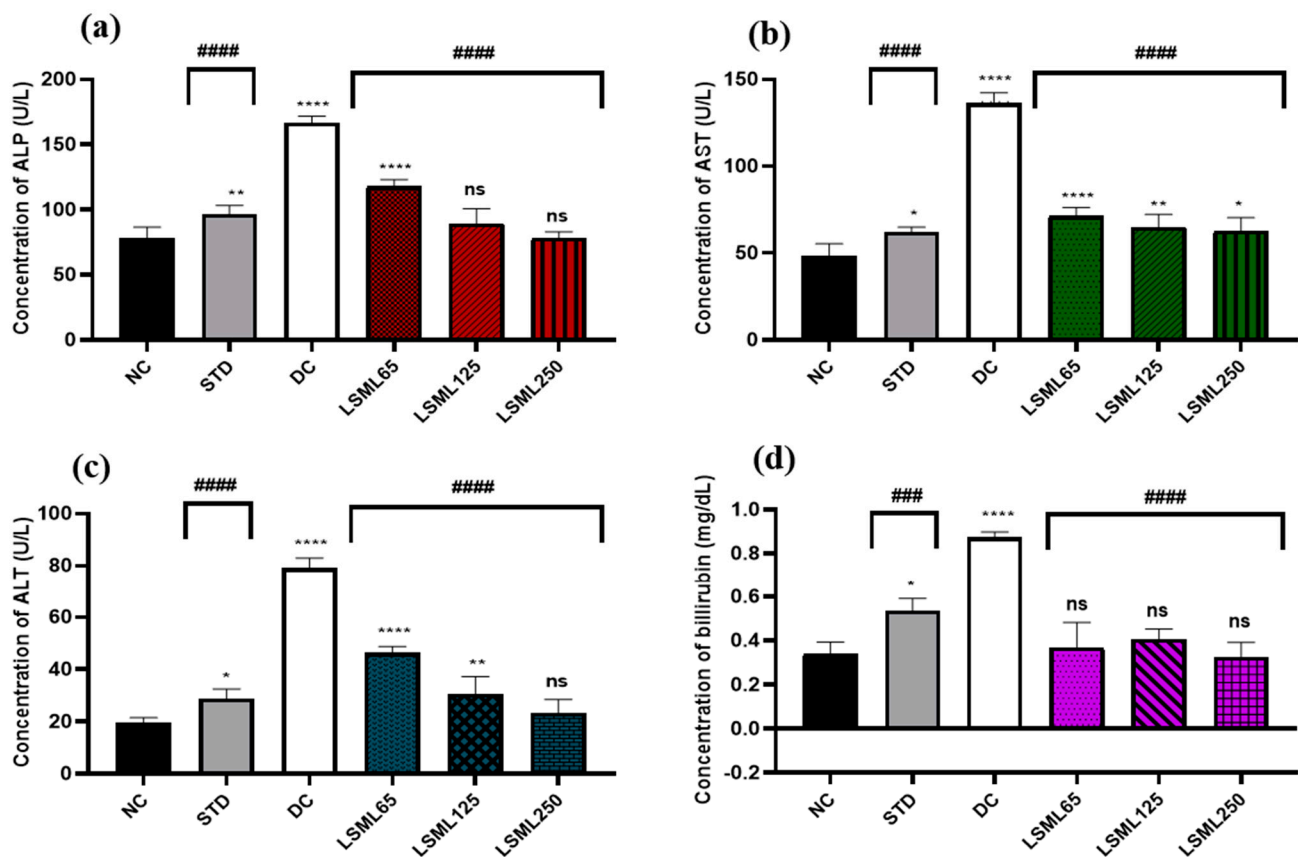 (a)
####
####
200
150
100
50
0
Concentration of ALP (U/L)
**
****
****
ns
ns
NC
STD
DC
LSML65
LSML125
LSML250
(b)
####
####
150
100
50
0
Concentration of AST (U/L)
*
****
****
**
*
NC
STD
DC
LSML65
LSML125
LSML250
(c)
####
####
100
80
60
40
20
0
Concentration of ALT (U/L)
*
****
****
**
ns
NC
STD
DC
LSML65
LSML125
LSML250
(d)
###
####
1.0
0.8
0.6
0.4
0.2
0.0
-0.2
Concentration of billirubin (mg/dL)
*
****
ns
ns
ns
NC
STD
DC
LSML65
LSML125
LSML250